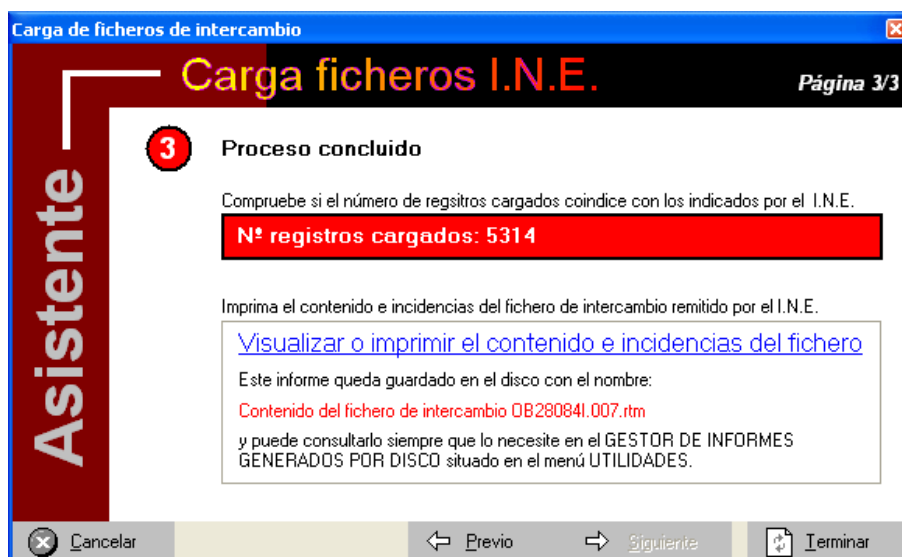 Carga de ficheros de intercambio
Carga ficheros I.N.E.
Página 3/3
Asistente
3
Proceso concluido
Compruebe si el número de regsitros cargados coindice con los indicados por el I.N.E.
Nº registros cargados: 5314
Imprima el contenido e incidencias del fichero de intercambio remitido por el I.N.E.
Visualizar o imprimir el contenido e incidencias del fichero
Este informe queda guardado en el disco con el nombre:
Contenido del fichero de intercambio OB28084I.007.rtm
y puede consultarlo siempre que lo necesite en el GESTOR DE INFORMES
GENERADOS POR DISCO situado en el menú UTILIDADES.
Cancelar
Previo
Siguiente
Terminar